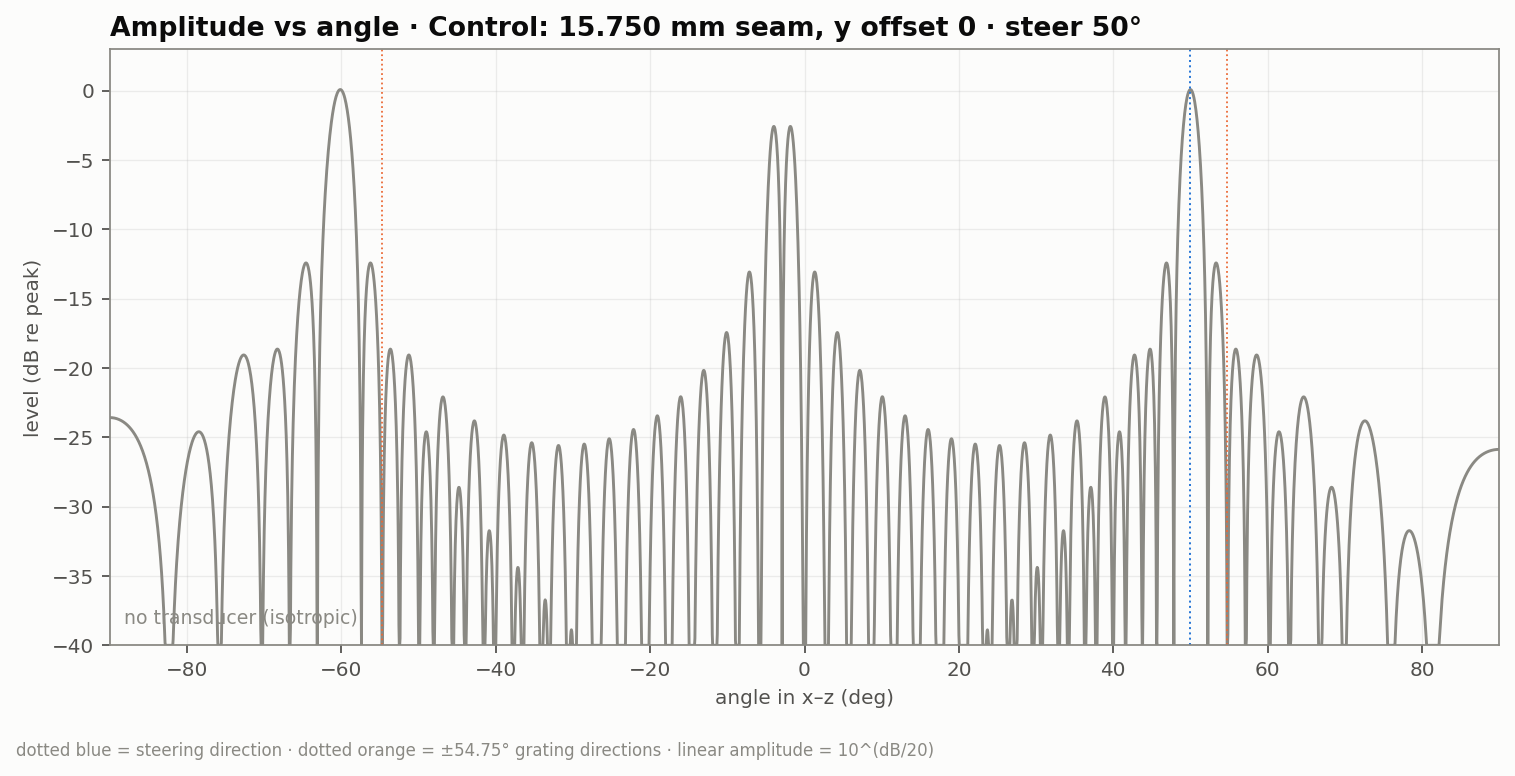 Amplitude vs angle · Control: 15.750 mm seam, y offset 0 · steer 50°
level (dB re peak)
0
−5
−10
−15
−20
−25
−30
−35
−40
no transducer (isotropic)
−80 −60 −40 −20 0 20 40 60 80
angle in x–z (deg)
dotted blue = steering direction · dotted orange = ±54.75° grating directions · linear amplitude = 10^(dB/20)